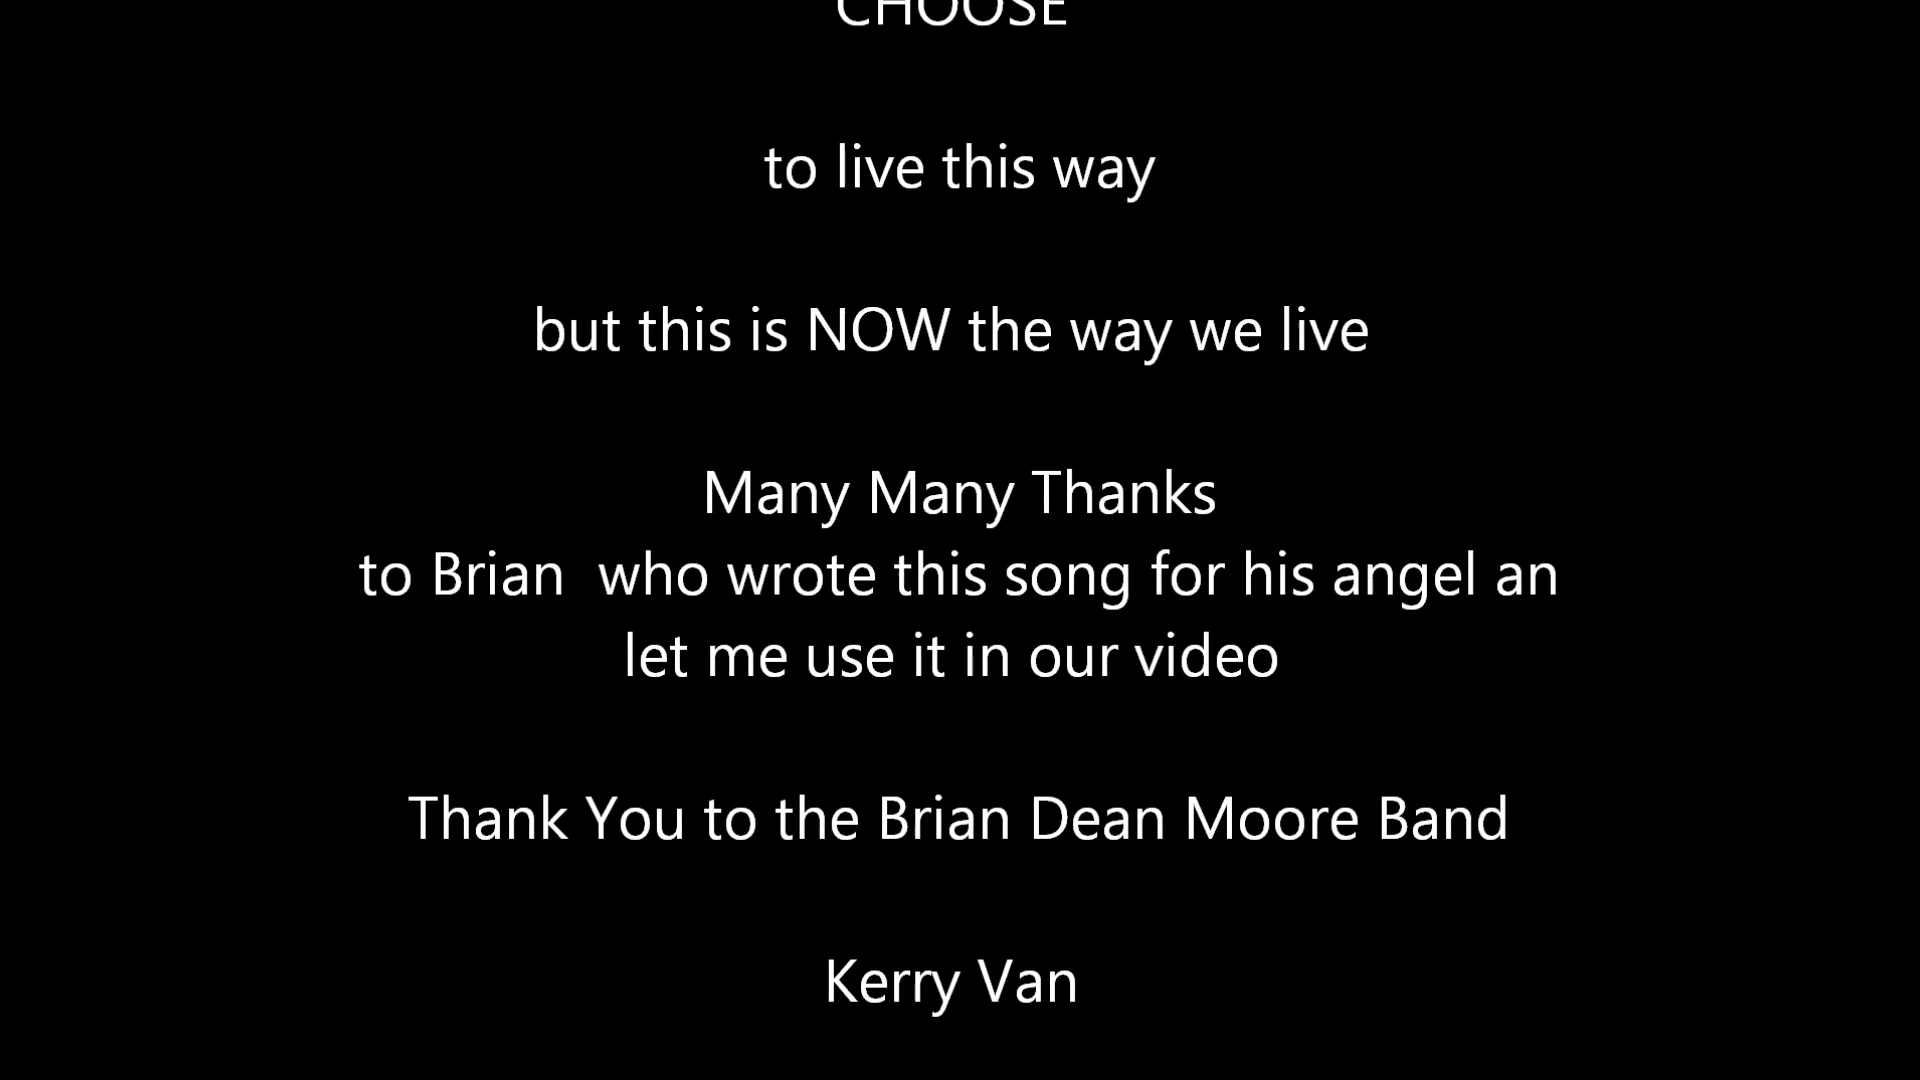 CHOOSE
to live this way
but this is NOW the way we live
Many Many Thanks
to Brian  who wrote this song for his angel an
let me use it in our video
Thank You to the Brian Dean Moore Band
Kerry Van